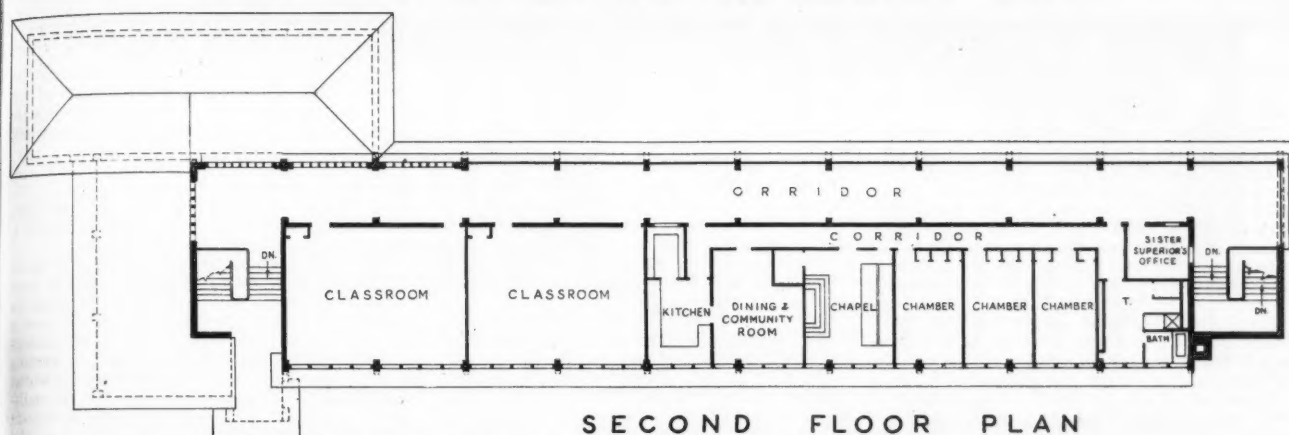 GRRIDOR
CORRIDOR
SISTER
SUPERIOR'S
OFFICE
DN.
DN.
DN.
CLASSROOM
CLASSROOM
KITCHEN
DINING &
COMMUNITY
ROOM
CHAPEL
CHAMBER
CHAMBER
CHAMBER
T.
BATH
SECOND FLOOR PLAN